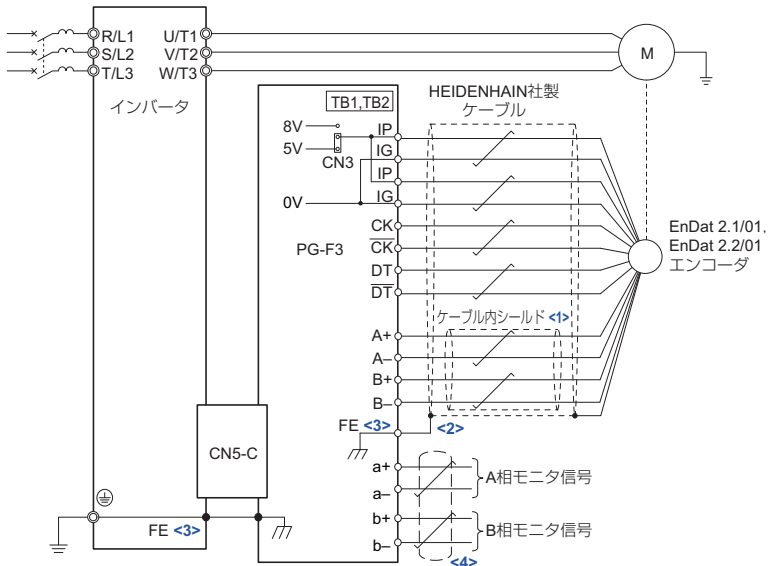 R/L1
S/L2
T/L3
U/T1
V/T2
W/T3
インバータ
M
TB1,TB2
8V
5V
CN3
0V
PG-F3
IP
IG
IP
IG
CK
CK
DT
DT
A+
A–
B+
B–
FE <3>
a+
a–
b+
b–
HEIDENHAIN社製
ケーブル
ケーブル内シールド <1>
<2>
EnDat 2.1/01,
EnDat 2.2/01
エンコーダ
A相モニタ信号
B相モニタ信号
<4>
CN5-C
FE <3>